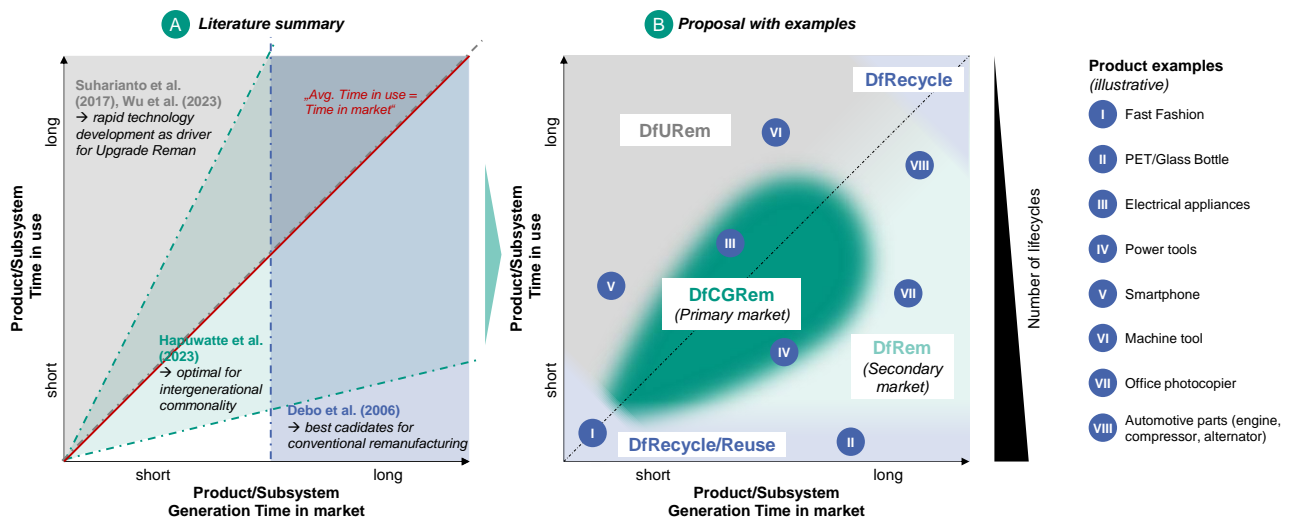 A Literature summary
Suharianto et al.
(2017), Wu et al. (2023)
→ rapid technology
development as driver
for Upgrade Reman
„Avg. Time in use =
Time in market“
Hapuwatte et al.
(2023)
→ optimal for
intergenerational
commonality
Debo et al. (2006)
→ best cadidates for
conventional remanufacturing
long
short
Product/Subsystem
Time in use
short
long
Product/Subsystem
Generation Time in market
B Proposal with examples
DfRecycle
DfURem
VI
VIII
III
V
DfCGRem
(Primary market)
VII
IV
DfRem
(Secondary
market)
I
DfRecycle/Reuse
II
long
short
Product/Subsystem
Time in use
short
long
Product/Subsystem
Generation Time in market
Number of lifecycles
Product examples
(illustrative)
I Fast Fashion
II PET/Glass Bottle
III Electrical appliances
IV Power tools
V Smartphone
VI Machine tool
VII Office photocopier
VIII Automotive parts (engine,
compressor, alternator)